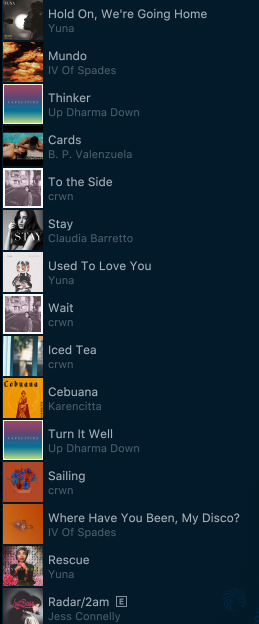 YUNA
Hold On, We're Going Home
Yuna
Mundo
IV Of Spades
CAPACITIES
Thinker
Up Dharma Down
Cards
B. P. Valenzuela
To the Side
crwn
STAY
Stay
Claudia Barretto
Used To Love You
Yuna
Wait
crwn
Iced Tea
crwn
Cebuana
Cebuana
Karencitta
CAPACITIES
Turn It Well
Up Dharma Down
Sailing
crwn
Where Have You Been, My Disco?
IV Of Spades
Rescue
Yuna
Radar/2am E
Jess Connelly